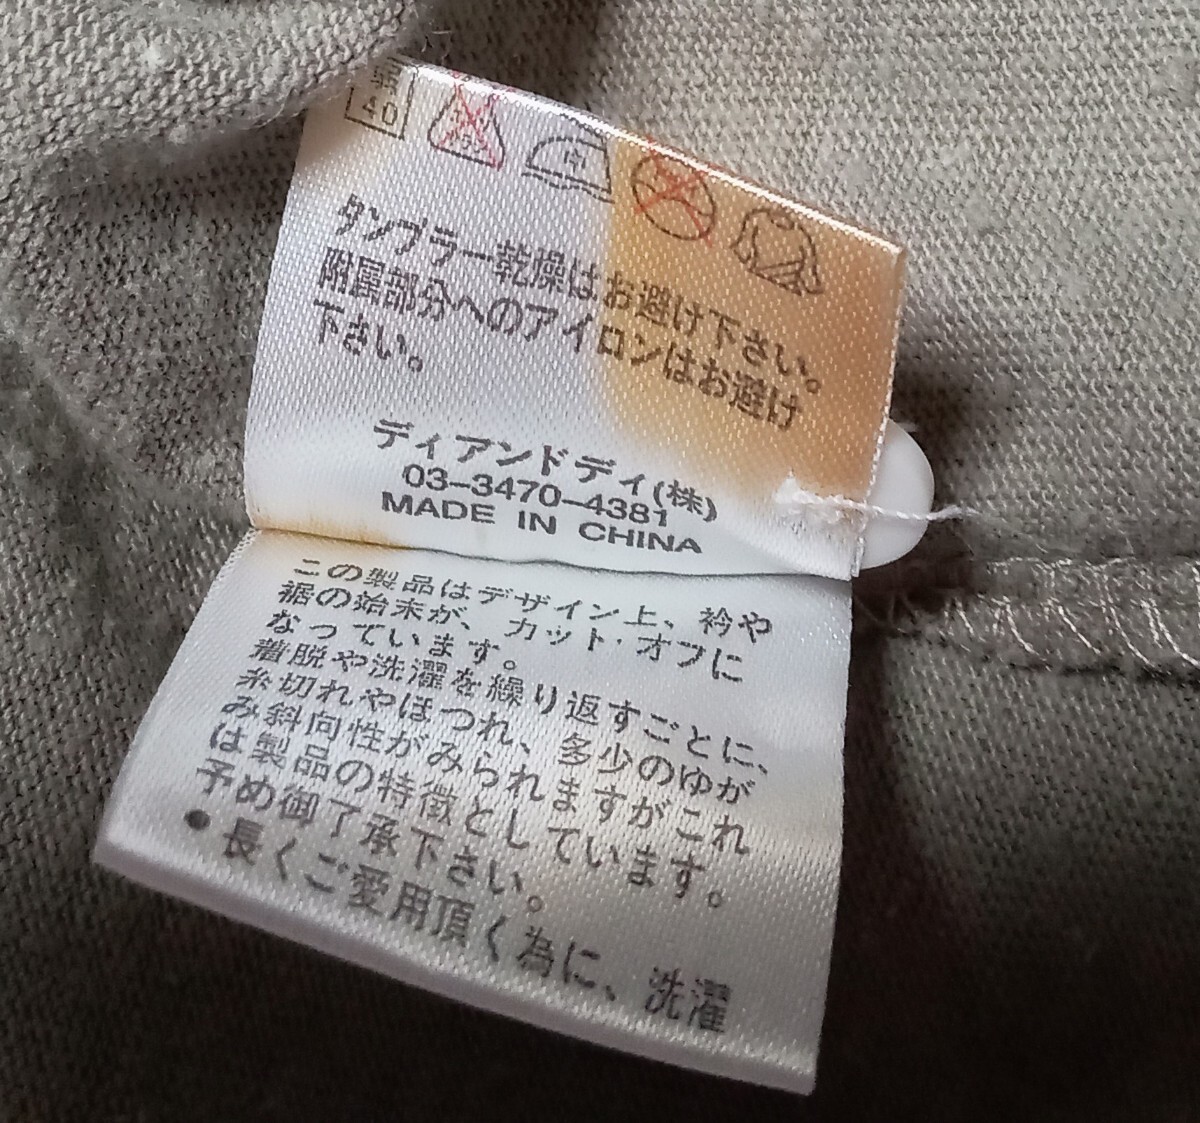 弱
40
中
タンブラー乾燥はお避け下さい。
附属部分へのアイロンはお避け
下さい。
ディアンドディ(株)
03-3470-4381
MADE IN CHINA
この製品はデザイン上、衿や
裾の始末が、カット・オフに
なっています。
着脱や洗濯を繰り返すごとに、
糸切れやほつれ、多少のゆが
み斜向性がみられますがこれ
は製品の特徴としています。
予め御了承下さい。
●長くご愛用頂く為に、洗濯